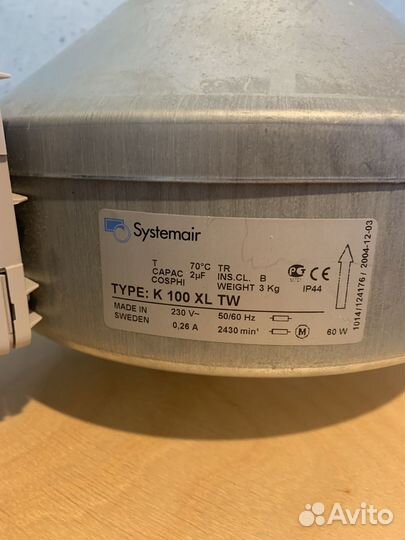 Systemair
T 70°C TR
CAPAC 2µF INS.CL. B
COSPHI WEIGHT 3 Kg IP44
TYPE: K 100 XL TW
MADE IN SWEDEN 230 V~ 50/60 Hz
0,26 A 2430 min¹ M 60 W
1014/124176/2004-12-03
Avito